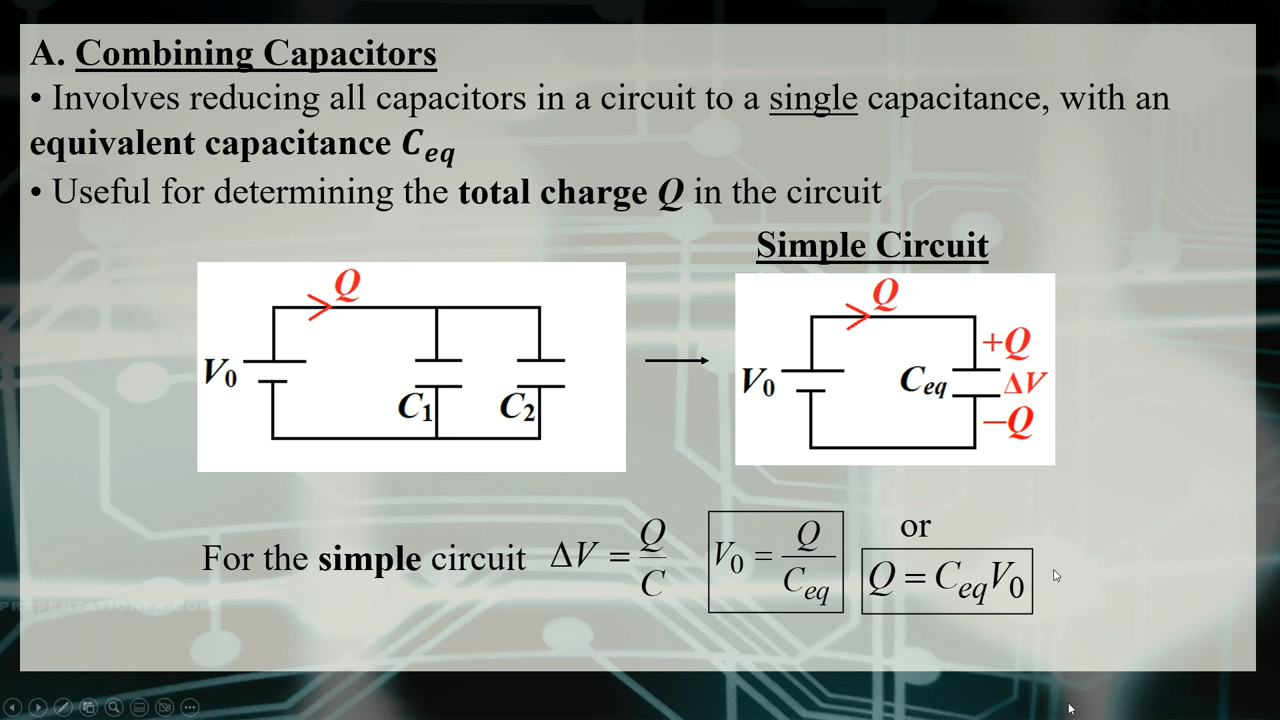 A. Combining Capacitors
• Involves reducing all capacitors in a circuit to a single capacitance, with an
equivalent capacitance C_eq
• Useful for determining the total charge Q in the circuit
Simple Circuit
Q
V₀
C₁
C₂
Q
V₀
C_eq
+Q
ΔV
−Q
For the simple circuit ΔV = Q/C
V₀ = Q/C_eq
or
Q = C_eq V₀
PRESENTATIONPX.COM